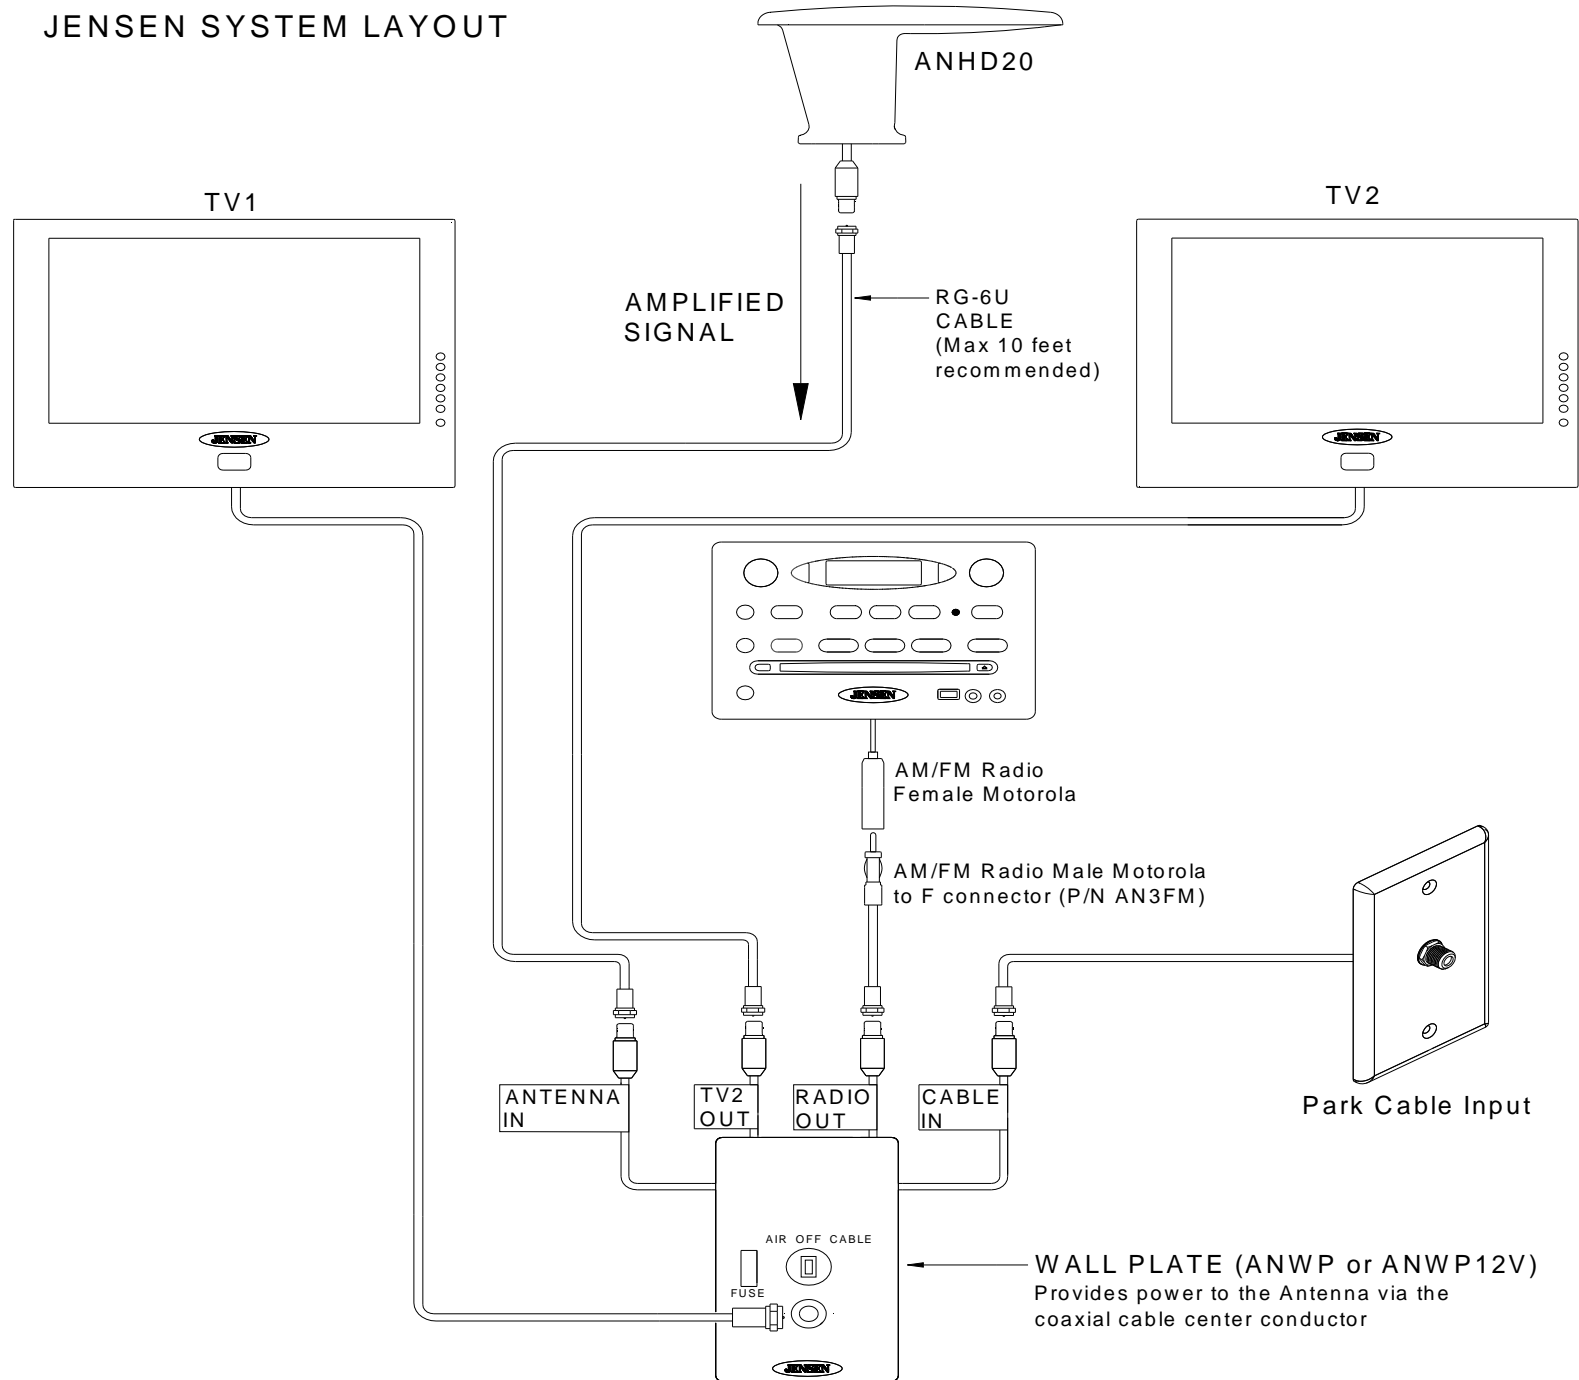 JENSEN SYSTEM LAYOUT
ANHD20
TV1
TV2
AMPLIFIED
SIGNAL
RG-6U
CABLE
(Max 10 feet
recommended)
JENSEN
JENSEN
JENSEN
AM/FM Radio
Female Motorola
AM/FM Radio Male Motorola
to F connector (P/N AN3FM)
ANTENNA
IN
TV2
OUT
RADIO
OUT
CABLE
IN
Park Cable Input
AIR OFF CABLE
FUSE
WALL PLATE (ANWP or ANWP12V)
Provides power to the Antenna via the
coaxial cable center conductor
JENSEN